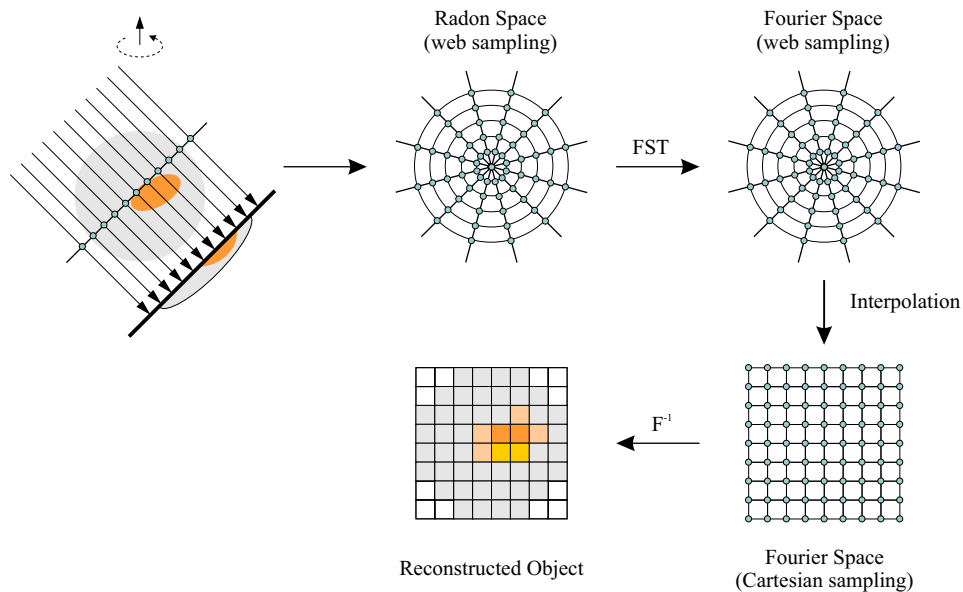 Radon Space
(web sampling)
Fourier Space
(web sampling)
FST
Interpolation
F-1
Reconstructed Object
Fourier Space
(Cartesian sampling)